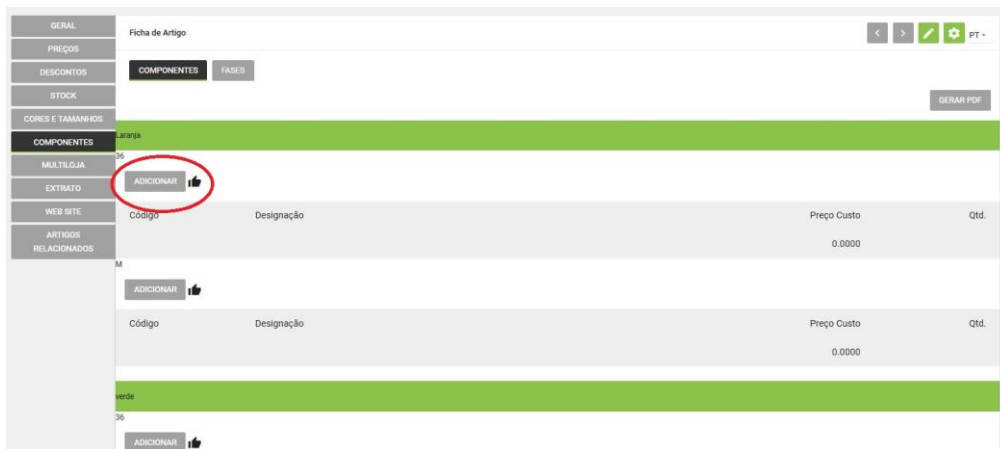 GERAL
PREÇOS
DESCONTOS
STOCK
CORES E TAMANHOS
COMPONENTES
MULTILOJA
EXTRATO
WEB SITE
ARTIGOS
RELACIONADOS
Ficha de Artigo
PT
COMPONENTES FASES
GERAR PDF
Laranja
36
ADICIONAR
Código Designação Preço Custo Qtd.
0.0000
M
ADICIONAR
Código Designação Preço Custo Qtd.
0.0000
verde
36
ADICIONAR